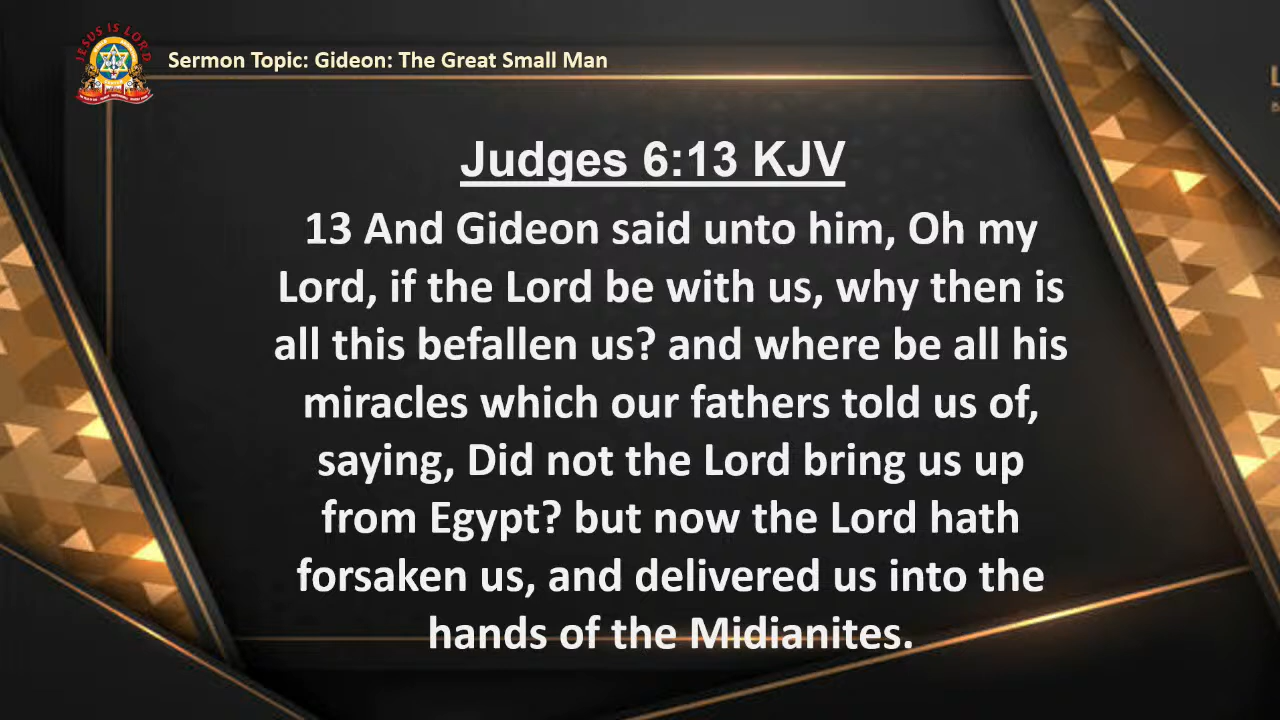 JESUS IS LORD
Sermon Topic: Gideon: The Great Small Man
Judges 6:13 KJV
13 And Gideon said unto him, Oh my
Lord, if the Lord be with us, why then is
all this befallen us? and where be all his
miracles which our fathers told us of,
saying, Did not the Lord bring us up
from Egypt? but now the Lord hath
forsaken us, and delivered us into the
hands of the Midianites.